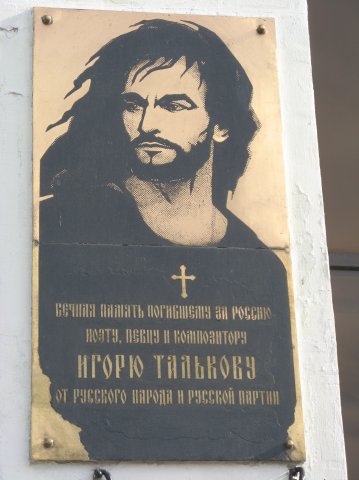 ВЕЧНАЯ ПАМЯТЬ ПОГИБШЕМУ ЗА РОССИЮ
ПОЭТУ, ПЕВЦУ И КОМПОЗИТОРУ
ИГОРЮ ТАЛЬКОВУ
ОТ РУССКОГО НАРОДА И РУССКОЙ ПАРТИИ